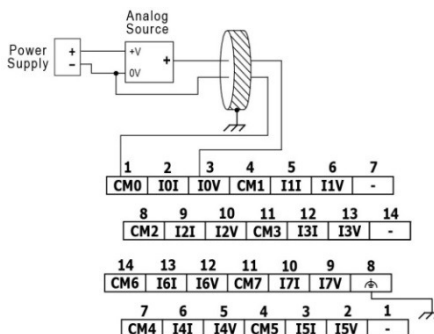 Analog
Source
Power
Supply
+
-
+V
0V
+
1 2 3 4 5 6 7
CM0 I0I I0V CM1 I1I I1V -
8 9 10 11 12 13 14
CM2 I2I I2V CM3 I3I I3V -
14 13 12 11 10 9 8
CM6 I6I I6V CM7 I7I I7V
7 6 5 4 3 2 1
CM4 I4I I4V CM5 I5I I5V -